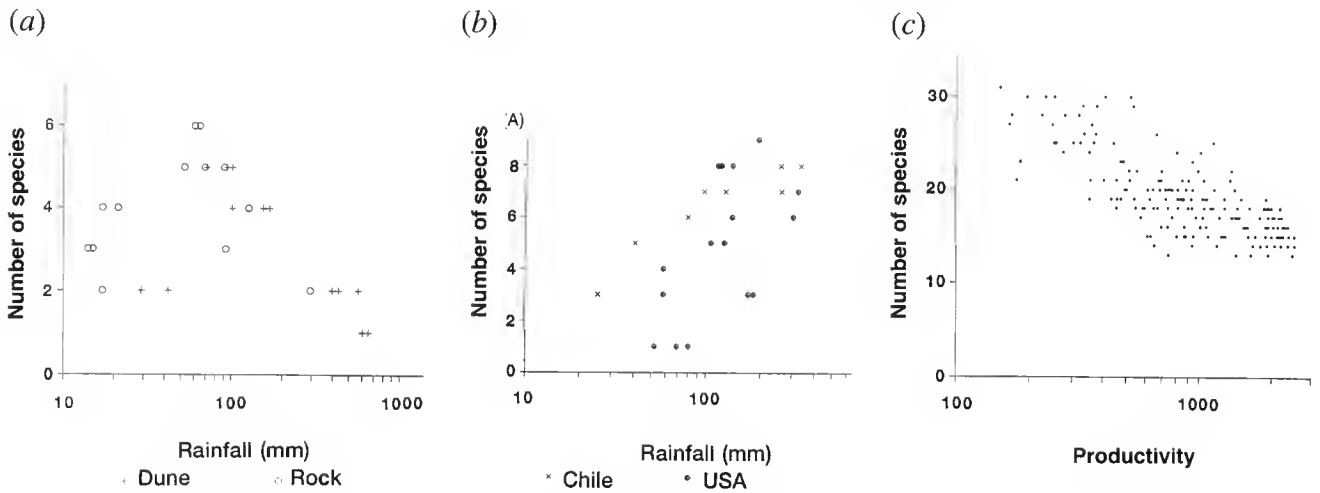 (a)
Number of species
6
4
2
0
10
100
1000
Rainfall (mm)
+ Dune
○ Rock
(b)
(A)
Number of species
8
6
4
2
0
10
100
Rainfall (mm)
× Chile
● USA
(c)
Number of species
30
20
10
0
100
1000
Productivity